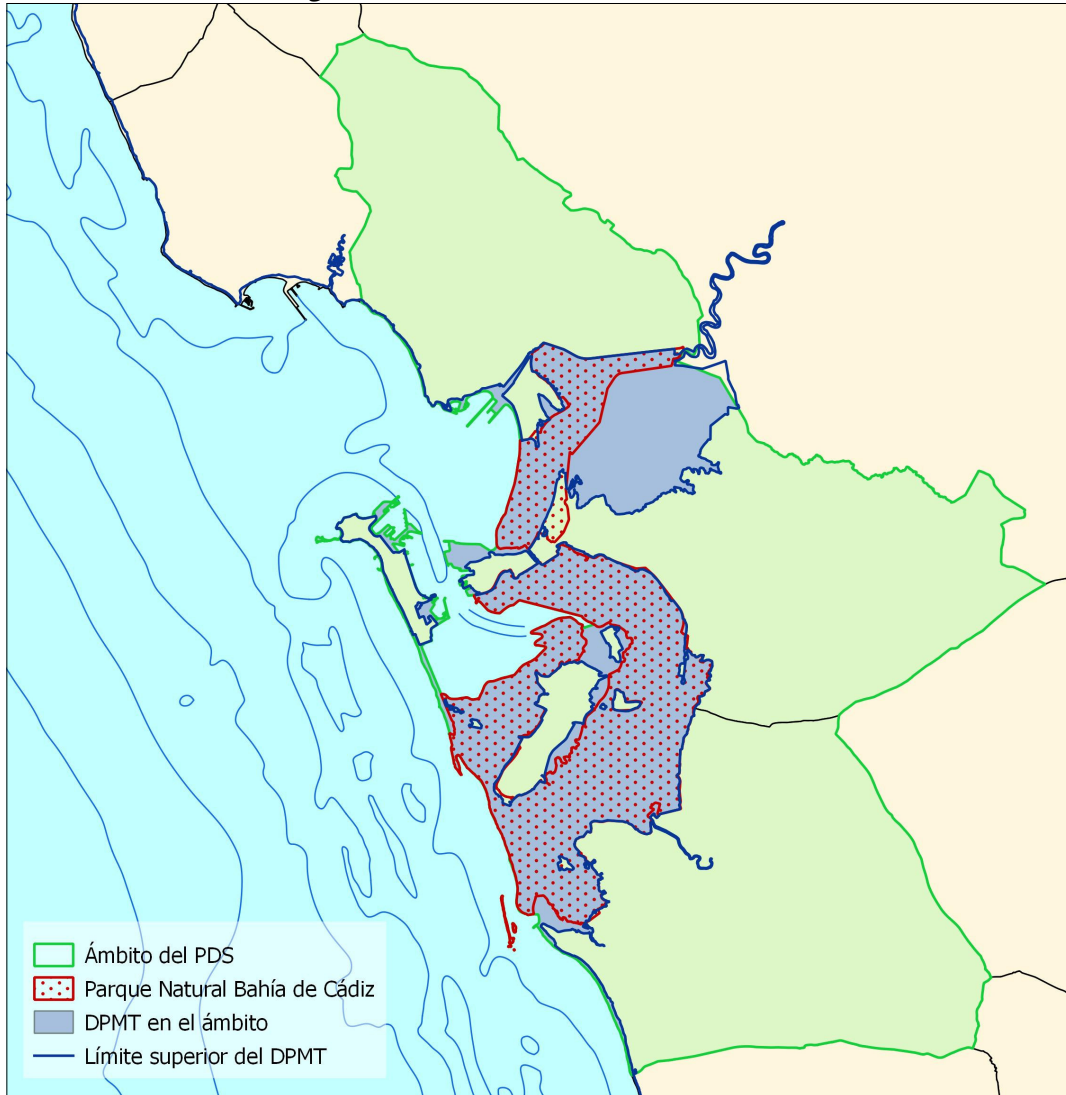 Ámbito del PDS
Parque Natural Bahía de Cádiz
DPMT en el ámbito
Límite superior del DPMT